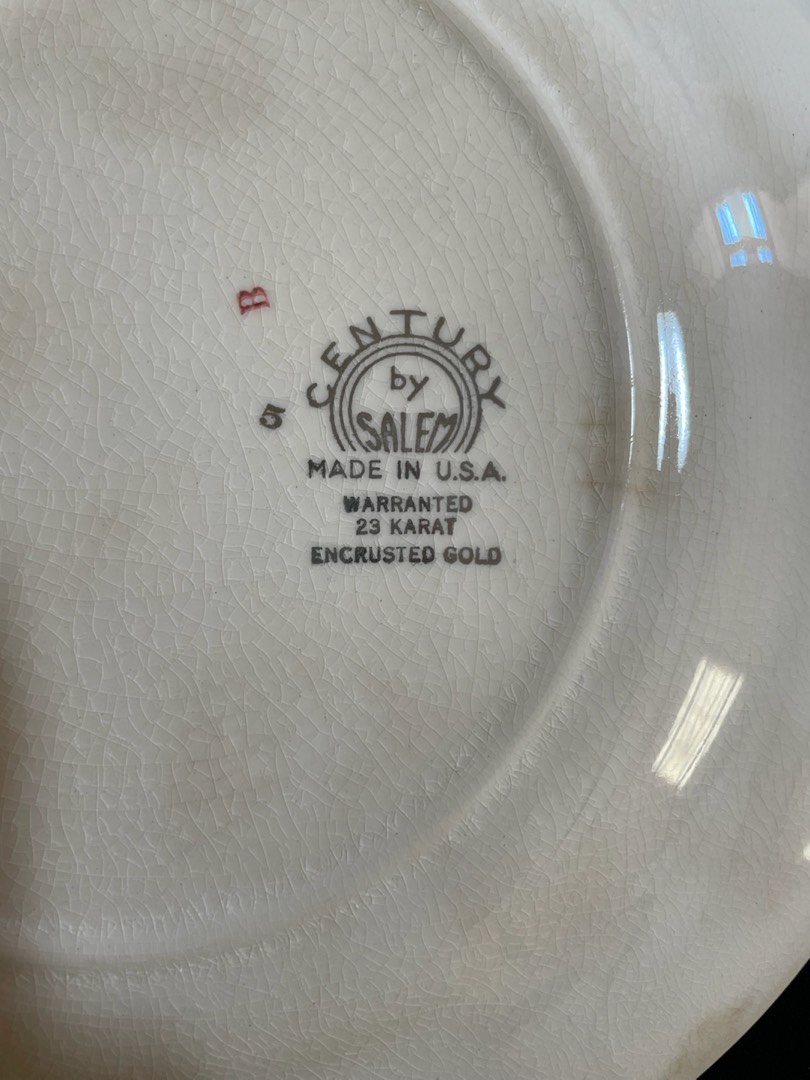 B
5
CENTURY
by
SALEM
MADE IN U.S.A.
WARRANTED
23 KARAT
ENCRUSTED GOLD